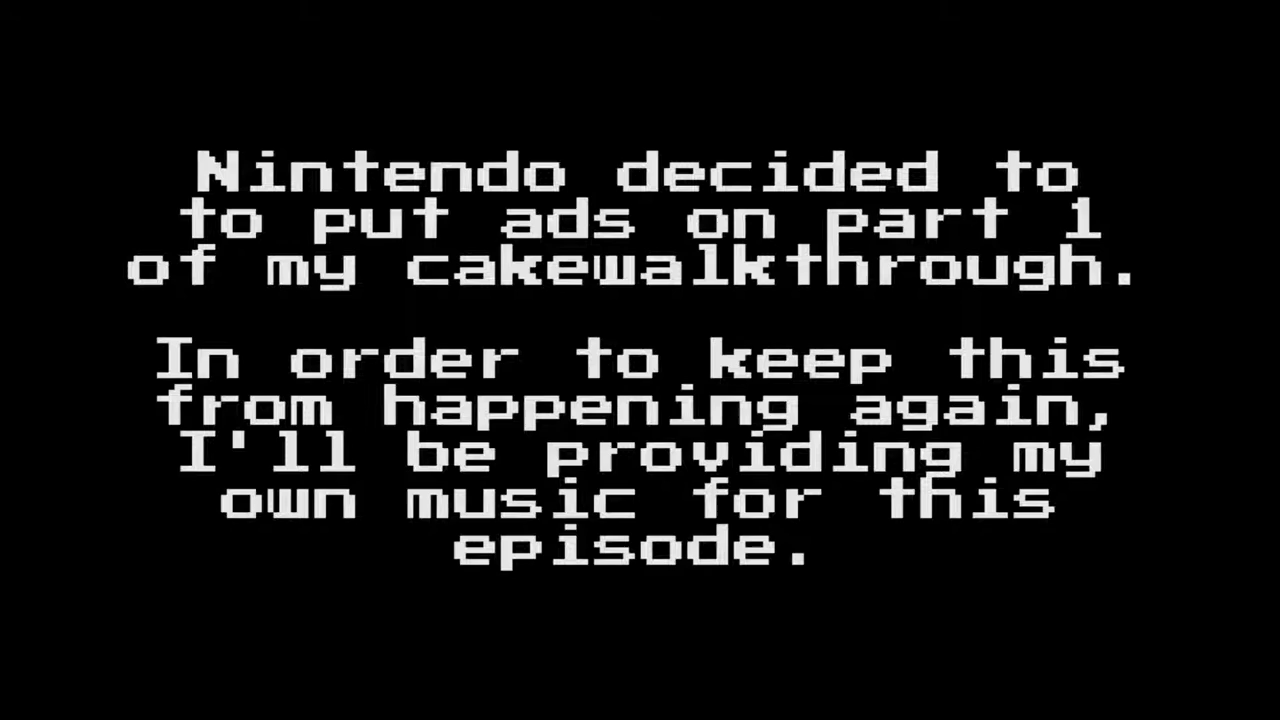 Nintendo decided to
to put ads on part 1
of my cakewalkthrough.
In order to keep this
from happening again,
I'll be providing my
own music for this
episode.